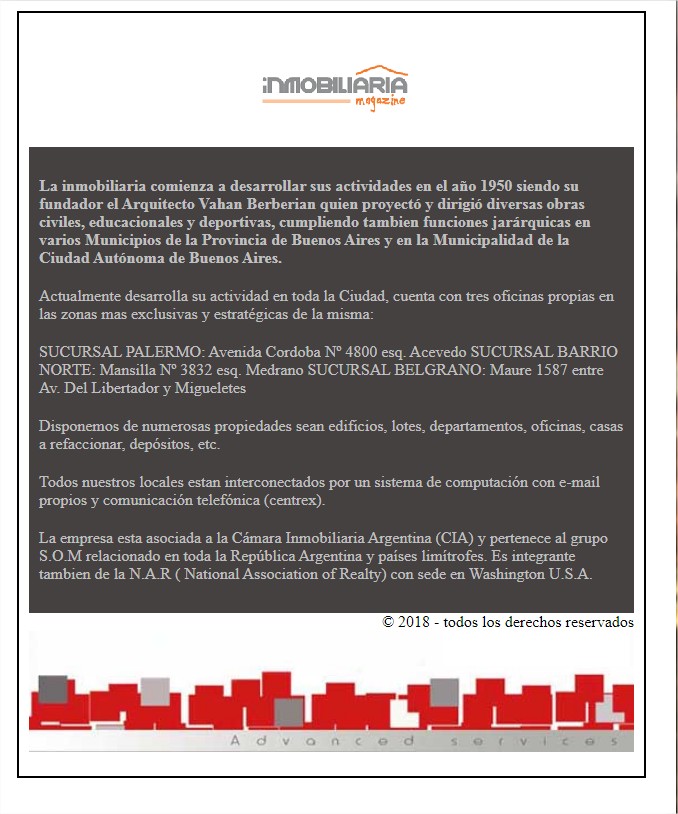 INMOBILIARIA
magazine
La inmobiliaria comienza a desarrollar sus actividades en el año 1950 siendo su
fundador el Arquitecto Vahan Berberian quien proyectó y dirigió diversas obras
civiles, educacionales y deportivas, cumpliendo tambien funciones jarárquicas en
varios Municipios de la Provincia de Buenos Aires y en la Municipalidad de la
Ciudad Autónoma de Buenos Aires.
Actualmente desarrolla su actividad en toda la Ciudad, cuenta con tres oficinas propias en
las zonas mas exclusivas y estratégicas de la misma:
SUCURSAL PALERMO: Avenida Cordoba Nº 4800 esq. Acevedo SUCURSAL BARRIO
NORTE: Mansilla Nº 3832 esq. Medrano SUCURSAL BELGRANO: Maure 1587 entre
Av. Del Libertador y Migueletes
Disponemos de numerosas propiedades sean edificios, lotes, departamentos, oficinas, casas
a refaccionar, depósitos, etc.
Todos nuestros locales estan interconectados por un sistema de computación con e-mail
propios y comunicación telefónica (centrex).
La empresa esta asociada a la Cámara Inmobiliaria Argentina (CIA) y pertenece al grupo
S.O.M relacionado en toda la República Argentina y países limítrofes. Es integrante
tambien de la N.A.R ( National Association of Realty) con sede en Washington U.S.A.
© 2018 - todos los derechos reservados
Advanced services